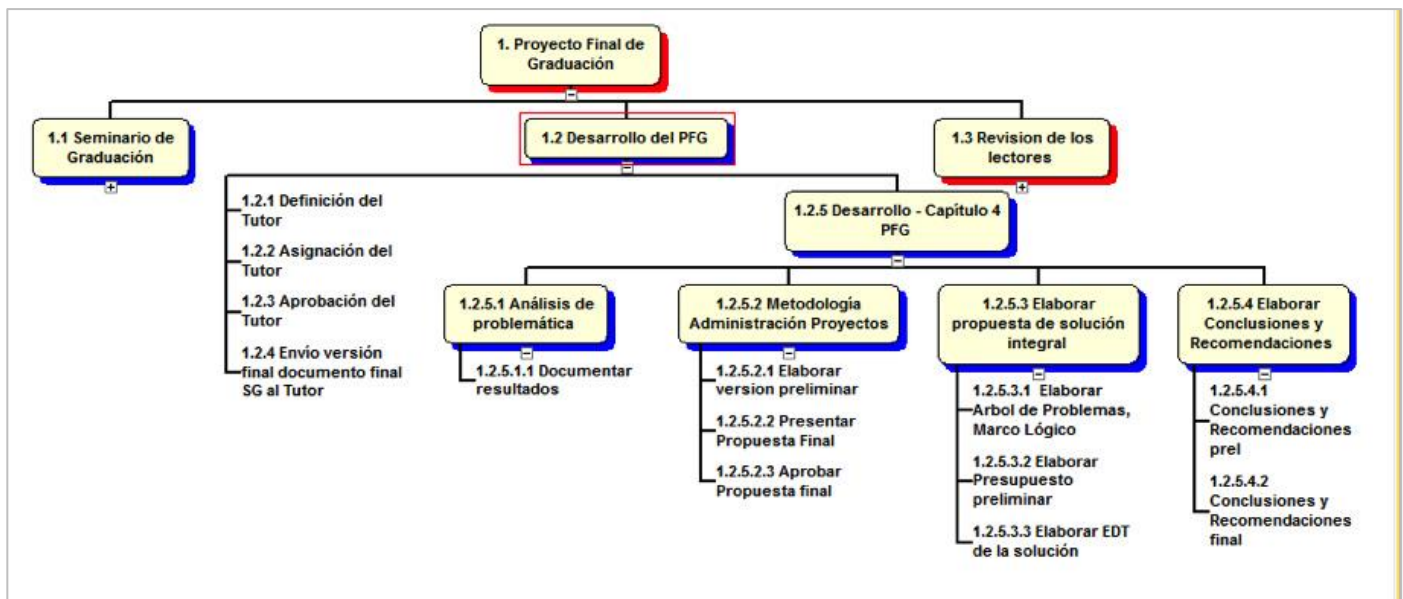 1. Proyecto Final de
Graduación
1.1 Seminario de
Graduación
1.2 Desarrollo del PFG
1.3 Revision de los
lectores
1.2.1 Definición del
Tutor
1.2.2 Asignación del
Tutor
1.2.3 Aprobación del
Tutor
1.2.4 Envío versión
final documento final
SG al Tutor
1.2.5 Desarrollo - Capítulo 4
PFG
1.2.5.1 Análisis de
problemática
1.2.5.1.1 Documentar
resultados
1.2.5.2 Metodología
Administración Proyectos
1.2.5.2.1 Elaborar
version preliminar
1.2.5.2.2 Presentar
Propuesta Final
1.2.5.2.3 Aprobar
Propuesta final
1.2.5.3 Elaborar
propuesta de solución
integral
1.2.5.3.1 Elaborar
Arbol de Problemas,
Marco Lógico
1.2.5.3.2 Elaborar
Presupuesto
preliminar
1.2.5.3.3 Elaborar EDT
de la solución
1.2.5.4 Elaborar
Conclusiones y
Recomendaciones
1.2.5.4.1
Conclusiones y
Recomendaciones
prel
1.2.5.4.2
Conclusiones y
Recomendaciones
final